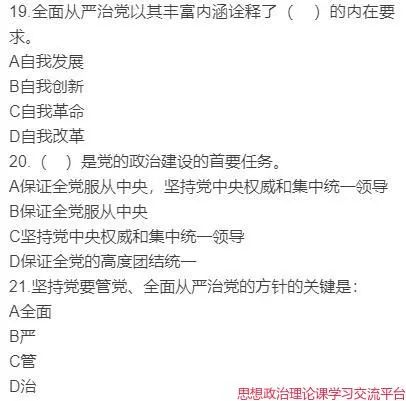 19.全面从严治党以其丰富内涵诠释了（　）的内在要
求。
A自我发展
B自我创新
C自我革命
D自我改革
20.（　）是党的政治建设的首要任务。
A保证全党服从中央，坚持党中央权威和集中统一领导
B保证全党服从中央
C坚持党中央权威和集中统一领导
D保证全党的高度团结统一
21.坚持党要管党、全面从严治党的方针的关键是：
A全面
B严
C管
D治
思想政治理论课学习交流平台